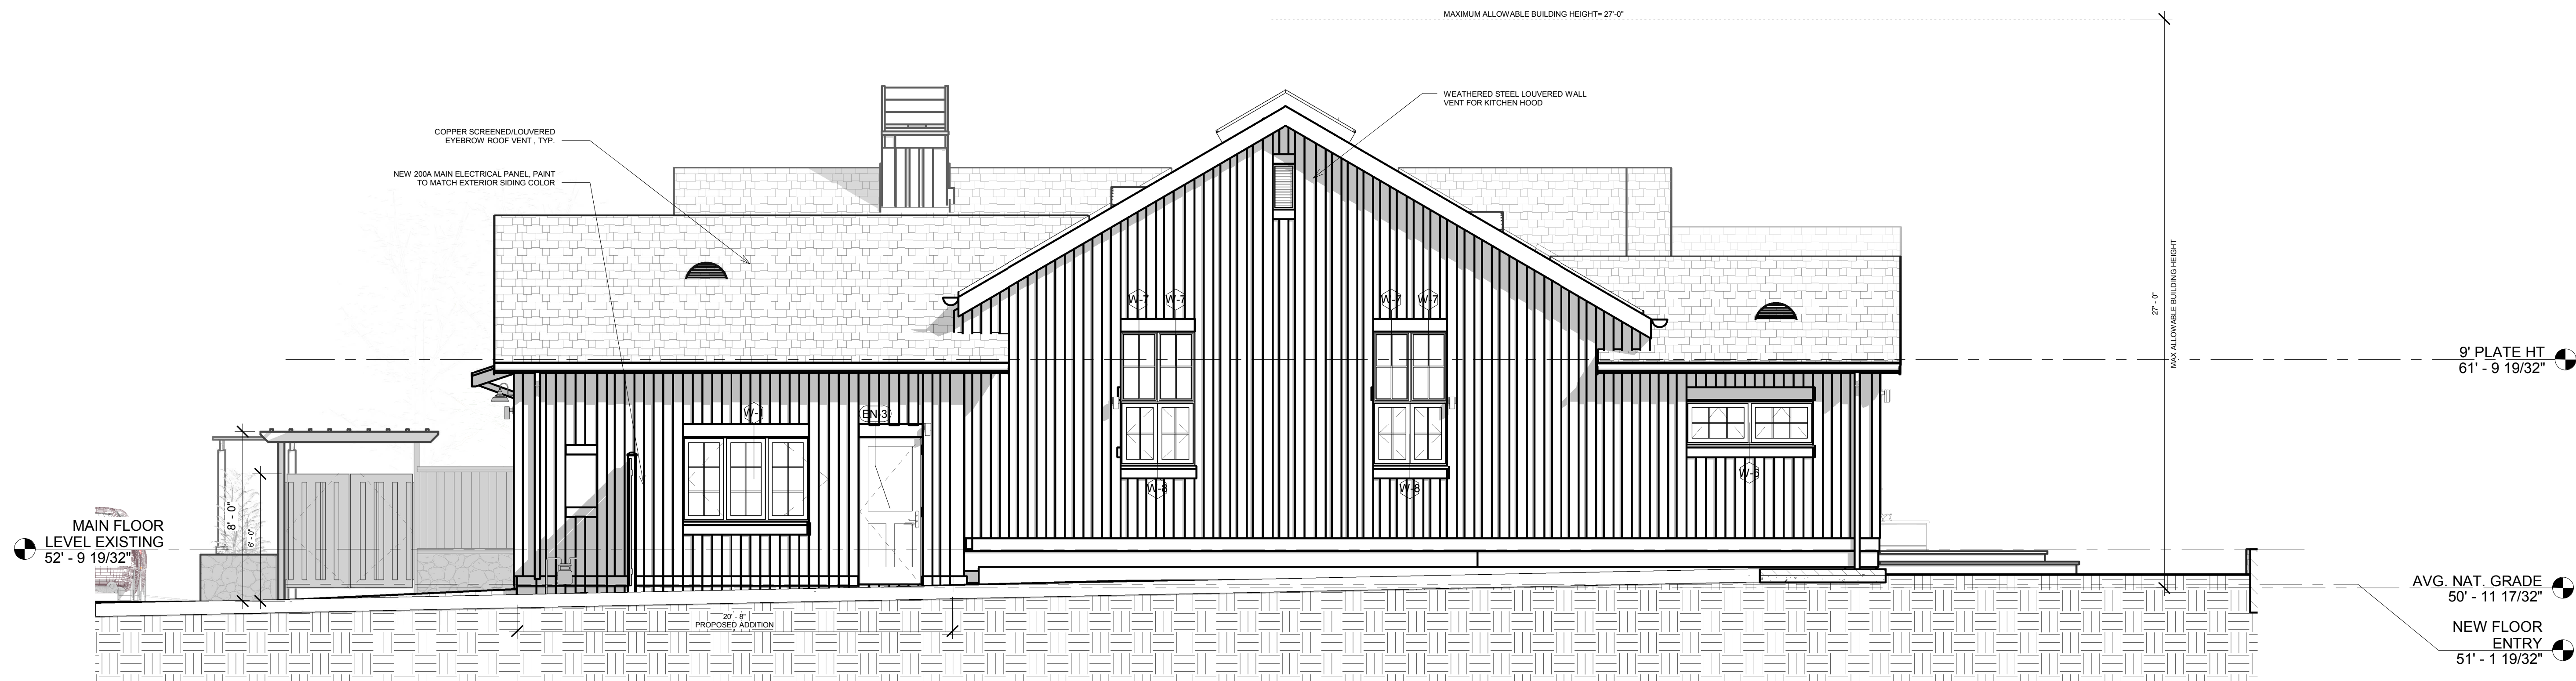 MAXIMUM ALLOWABLE BUILDING HEIGHT= 27'-0"
WEATHERED STEEL LOUVERED WALL
VENT FOR KITCHEN HOOD
COPPER SCREENED/LOUVERED
EYEBROW ROOF VENT , TYP.
NEW 200A MAIN ELECTRICAL PANEL, PAINT
TO MATCH EXTERIOR SIDING COLOR
27' - 0"
MAX ALLOWABLE BUILDING HEIGHT
W-7
W-7
W-7
W-7
9' PLATE HT
61' - 9 19/32"
W-1
EN-3
W-6
W-8
W-8
8' - 0"
6' - 0"
MAIN FLOOR
LEVEL EXISTING
52' - 9 19/32"
AVG. NAT. GRADE
50' - 11 17/32"
20' - 8"
PROPOSED ADDITION
NEW FLOOR
ENTRY
51' - 1 19/32"